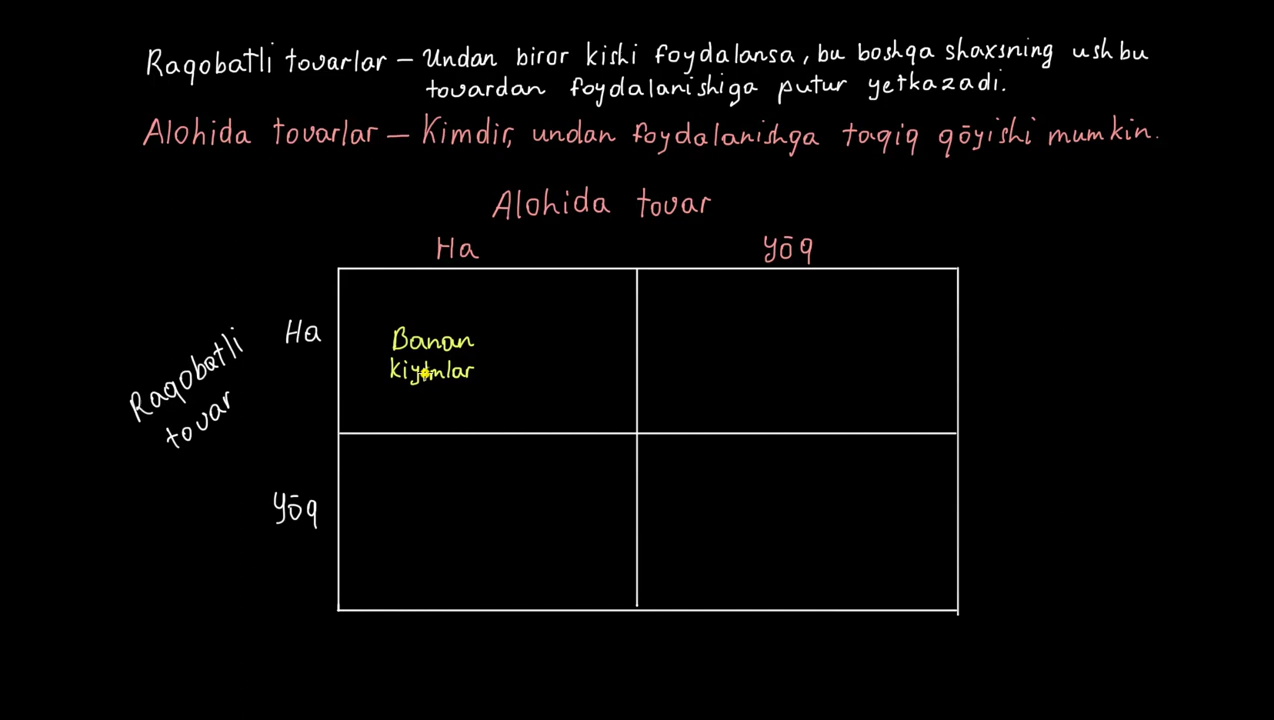 Raqobatli tovarlar – Undan biror kishi foydalansa, bu boshqa shaxsning ushbu
tovardan foydalanishiga putur yetkazadi.
Alohida tovarlar – Kimdir, undan foydalanishga taqiq qōyishi mumkin.
Alohida tovar
Ha
Yōq
Raqobatli
tovar
Ha
Banan
kiyimlar
Yōq